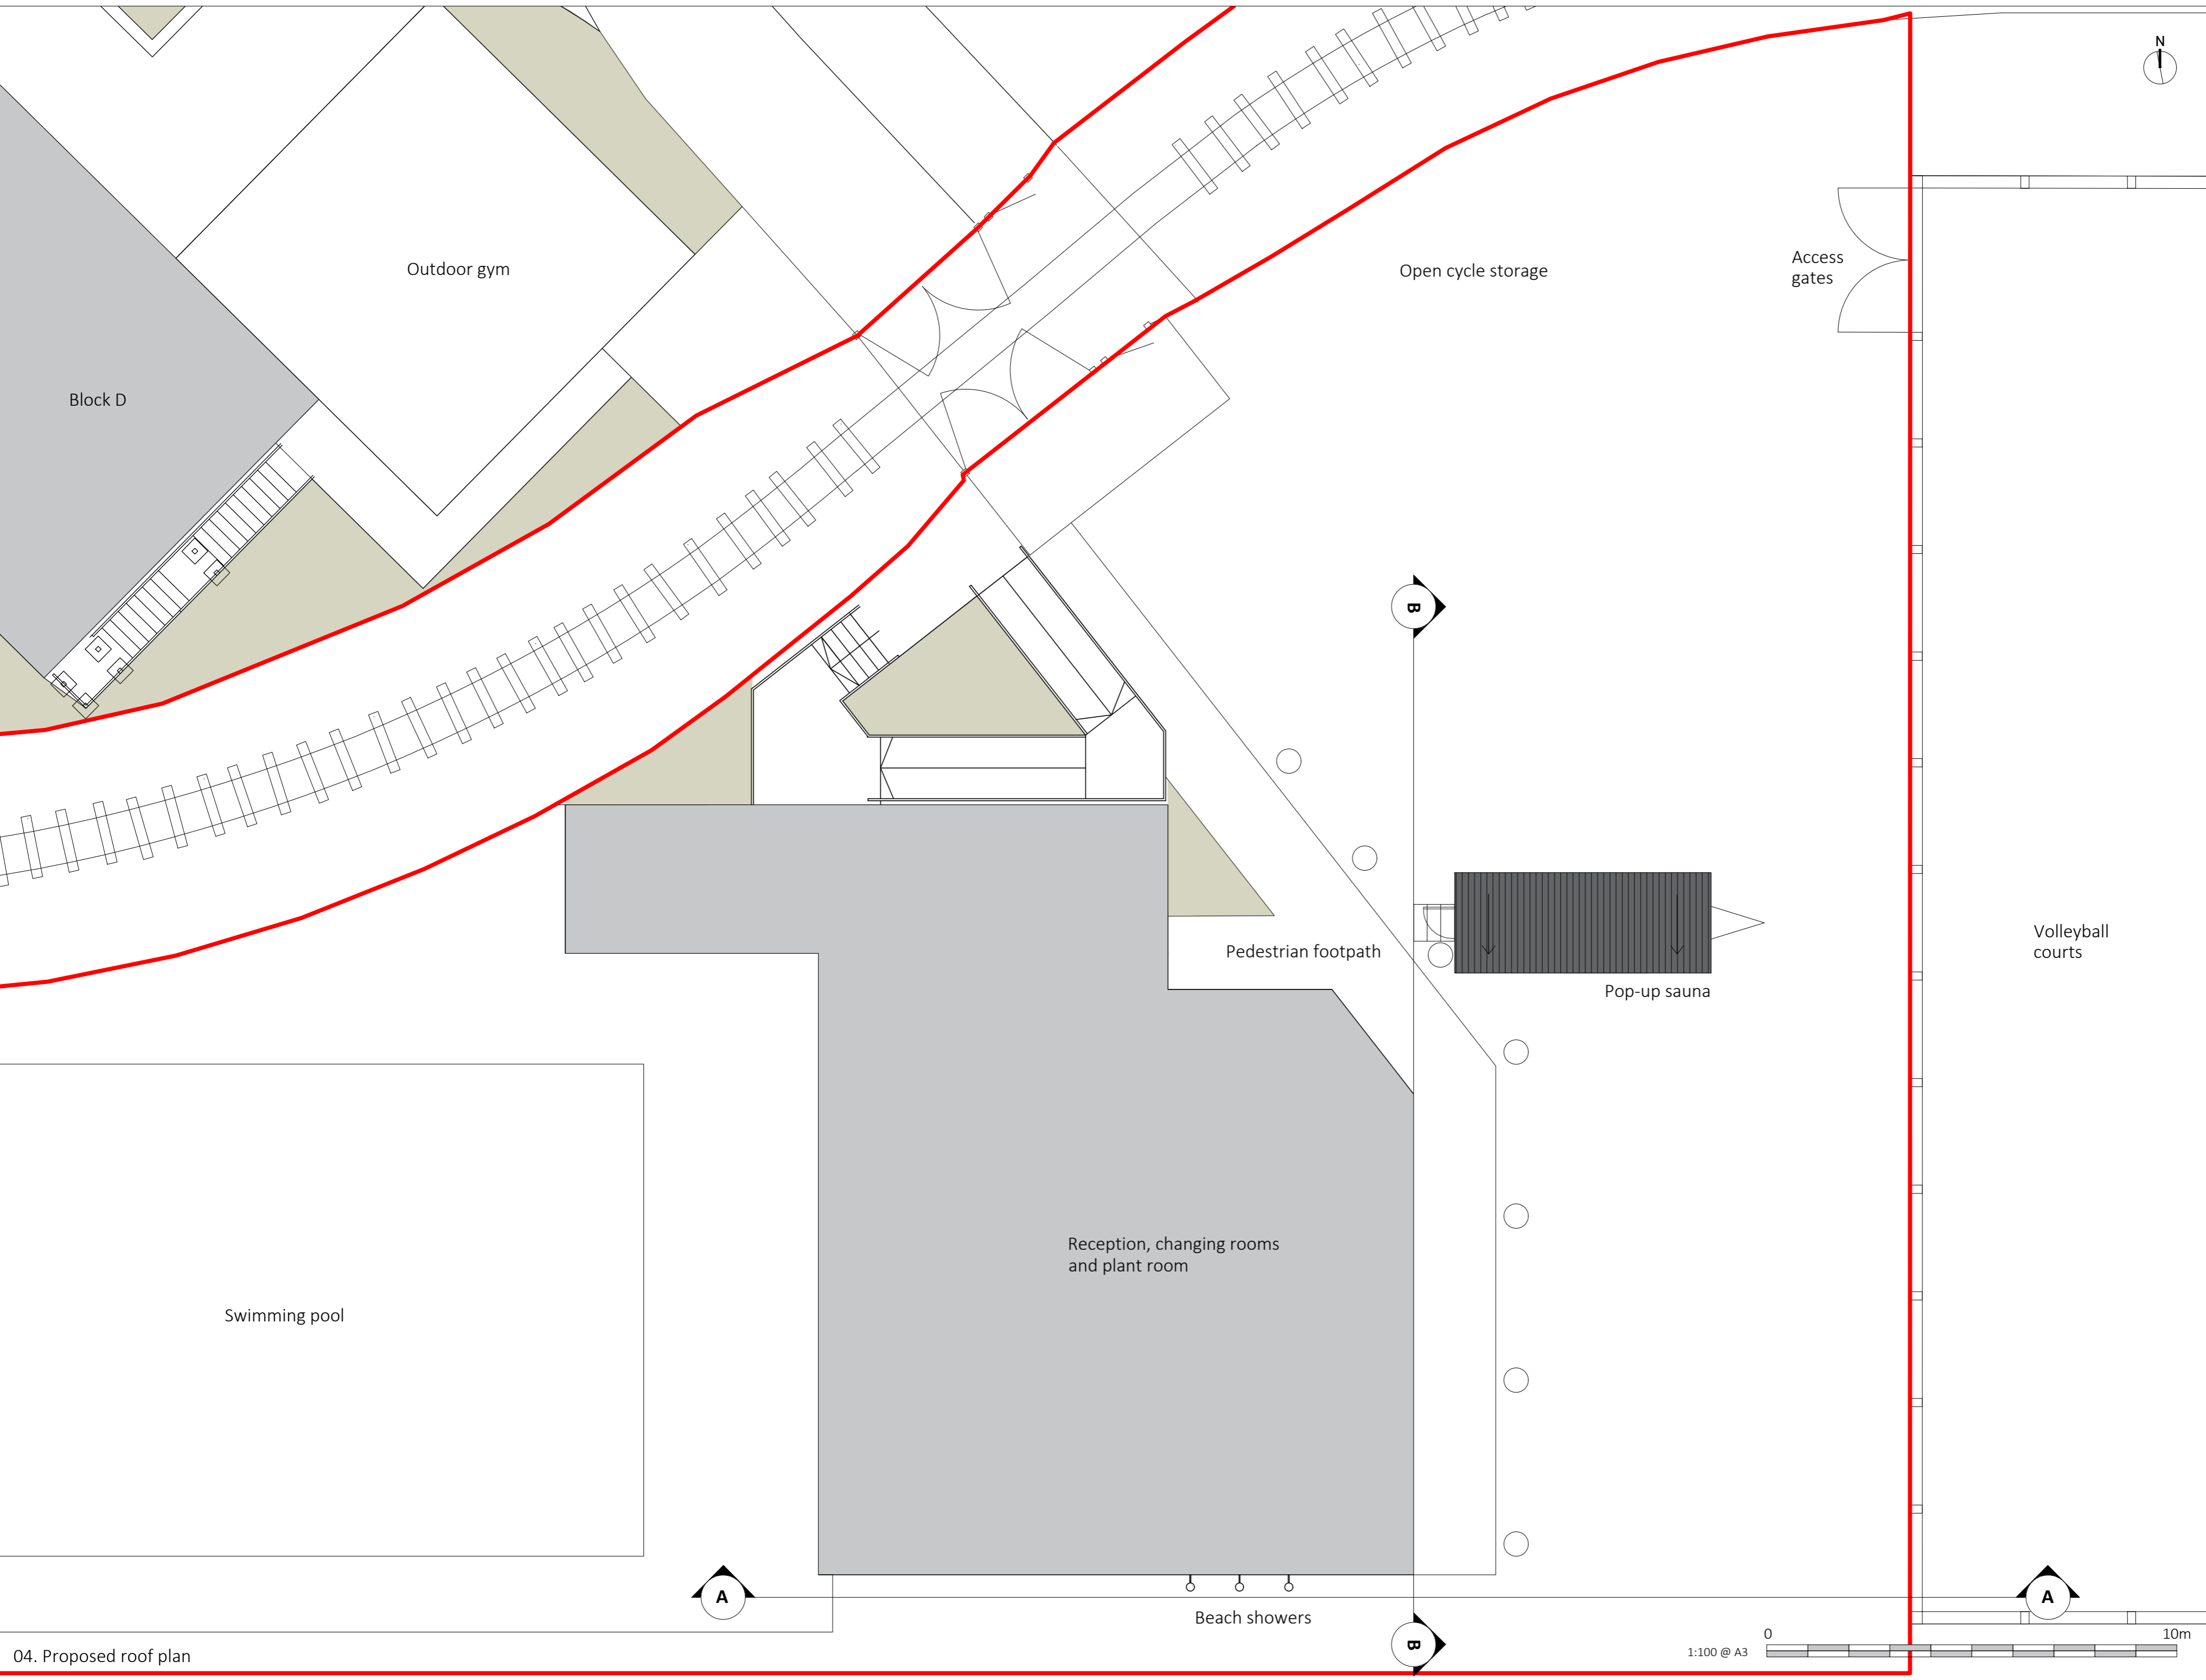 N
Outdoor gym
Open cycle storage
Access
gates
Block D
B
Volleyball
courts
Pedestrian footpath
Pop-up sauna
Reception, changing rooms
and plant room
Swimming pool
A
A
Beach showers
B
0
10m
1:100 @ A3
04. Proposed roof plan